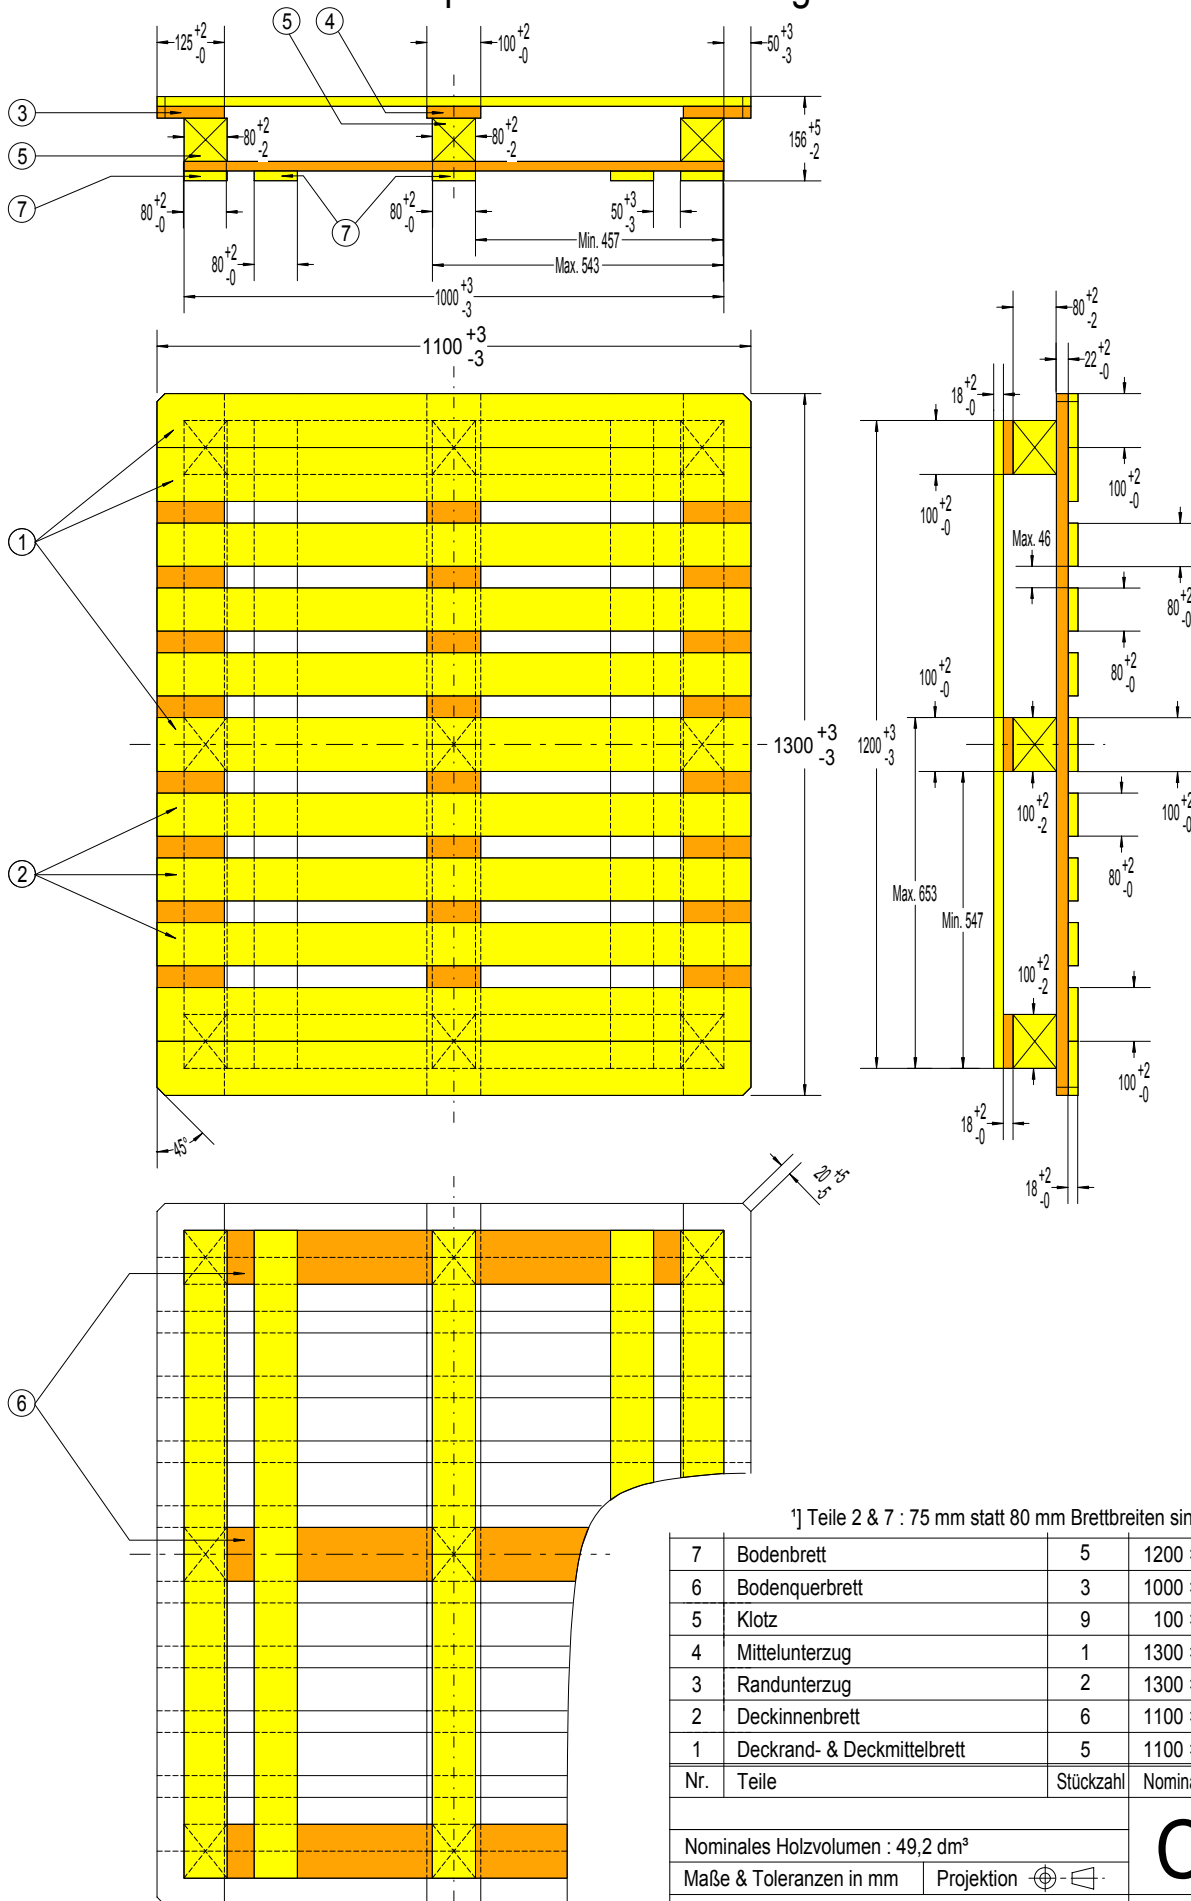 5 4
125 +2 -0
100 +2 -0
50 +3 -3
3
80 +2 -2
80 +2 -2
156 +5 -2
5
7
80 +2 -0
80 +2 -0
50 +3 -3
7
Min. 457
80 +2 -0
Max. 543
1000 +3 -3
80 +2 -2
1100 +3 -3
22 +2 -0
18 +2 -0
100 +2 -0
100 +2 -0
Max. 46
1
80 +2 -0
80 +2 -0
100 +2 -0
1300 +3 -3
1200 +3 -3
100 +2 -2
100 +2 -0
2
80 +2 -0
Max. 653
Min. 547
100 +2 -2
100 +2 -0
18 +2 -0
45°
20 +5 -5
18 +2 -0
6
¹] Teile 2 & 7 : 75 mm statt 80 mm Brettbreiten sin
7 Bodenbrett 5 1200
6 Bodenquerbrett 3 1000
5 Klotz 9 100
4 Mittelunterzug 1 1300
3 Randunterzug 2 1300
2 Deckinnenbrett 6 1100
1 Deckrand- & Deckmittelbrett 5 1100
Nr. Teile Stückzahl Nomina
Nominales Holzvolumen : 49,2 dm³
Maße & Toleranzen in mm Projektion